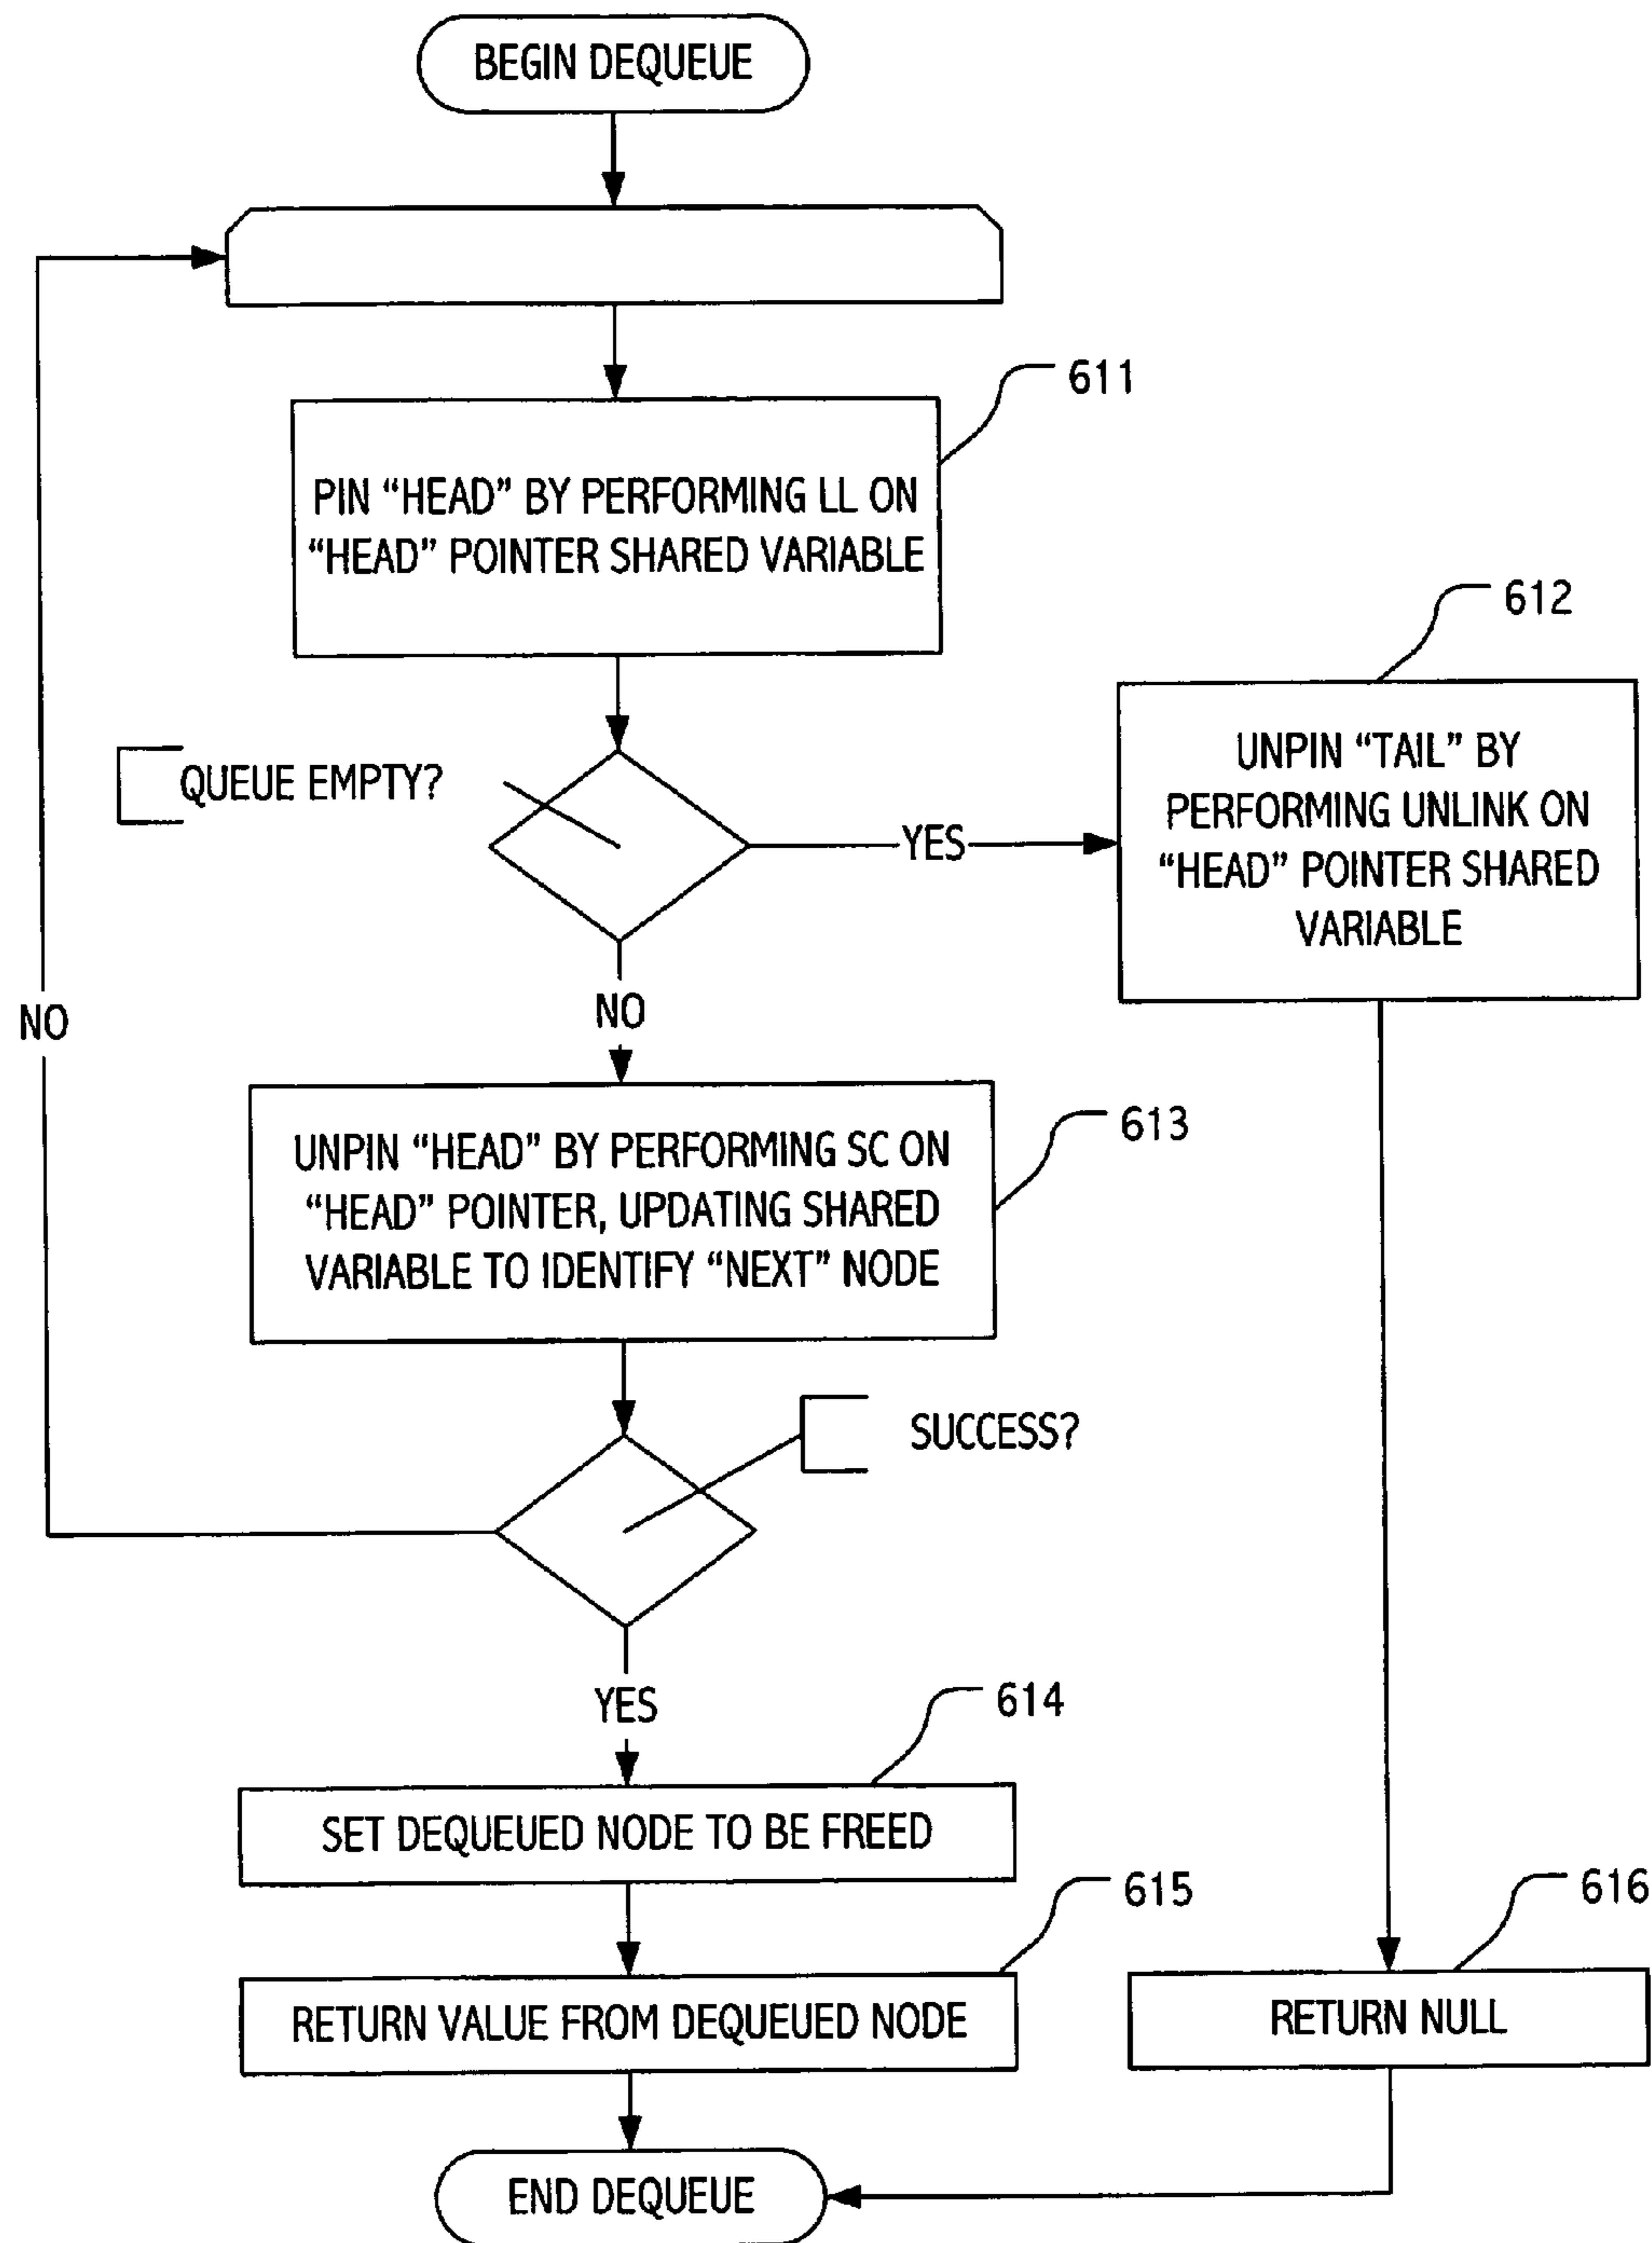 BEGIN DEQUEUE
611
PIN “HEAD” BY PERFORMING LL ON
“HEAD” POINTER SHARED VARIABLE
612
UNPIN “TAIL” BY
PERFORMING UNLINK ON
“HEAD” POINTER SHARED
VARIABLE
QUEUE EMPTY?
YES
NO
NO
613
UNPIN “HEAD” BY PERFORMING SC ON
“HEAD” POINTER, UPDATING SHARED
VARIABLE TO IDENTIFY “NEXT” NODE
SUCCESS?
YES
614
SET DEQUEUED NODE TO BE FREED
615
RETURN VALUE FROM DEQUEUED NODE
616
RETURN NULL
END DEQUEUE